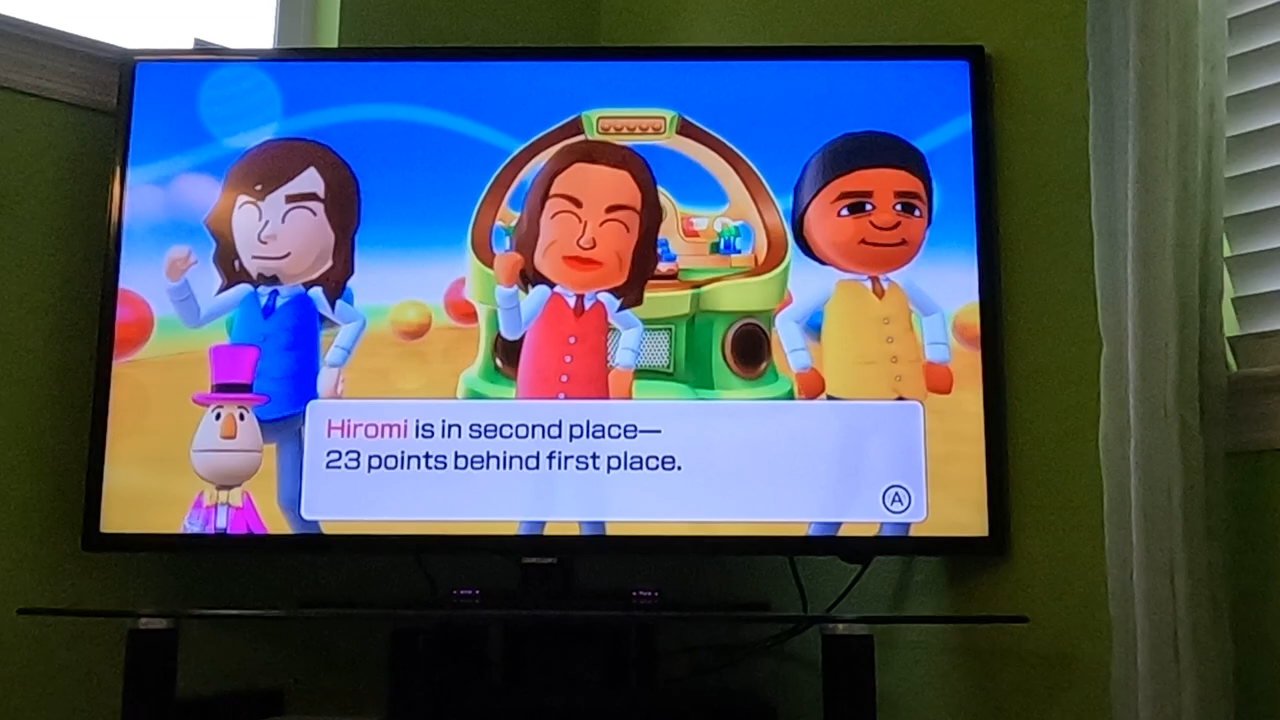 Hiromi is in second place—
23 points behind first place.
A